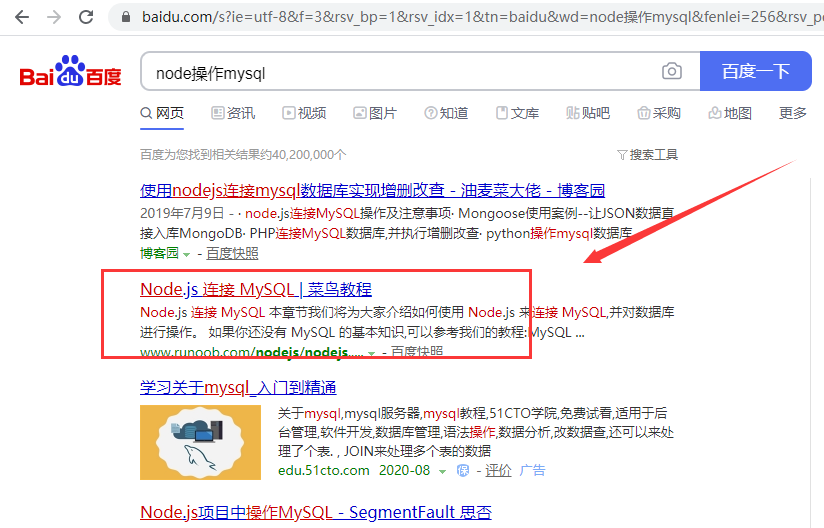 baidu.com/s?ie=utf-8&f=3&rsv_bp=1&rsv_idx=1&tn=baidu&wd=node操作mysql&fenlei=256&rsv_p
Bai du 百度
node操作mysql
百度一下
网页 资讯 视频 图片 知道 文库 贴吧 采购 地图 更多
百度为您找到相关结果约40,200,000个
搜索工具
使用nodejs连接mysql数据库实现增删改查 - 油麦菜大佬 - 博客园
2019年7月9日 - · node.js连接MySQL操作及注意事项· Mongoose使用案例--让JSON数据直
接入库MongoDB· PHP连接MySQL数据库,并执行增删改查· python操作mysql数据库
博客园 - 百度快照
Node.js 连接 MySQL | 菜鸟教程
Node.js 连接 MySQL 本章节我们将为大家介绍如何使用 Node.js 来连接 MySQL,并对数据库
进行操作。 如果你还没有 MySQL 的基本知识,可以参考我们的教程:MySQL ...
www.runoob.com/nodejs/nodejs..... - 百度快照
学习关于mysql_入门到精通
关于mysql,mysql服务器,mysql教程,51CTO学院,免费试看,适用于后
台管理,软件开发,数据库管理,语法操作,数据分析,改数据查,还可以来处
理了个表. , JOIN来处理多个表的数据
edu.51cto.com 2020-08 - 评价 广告
Node.js项目中操作MySQL - SegmentFault 思否